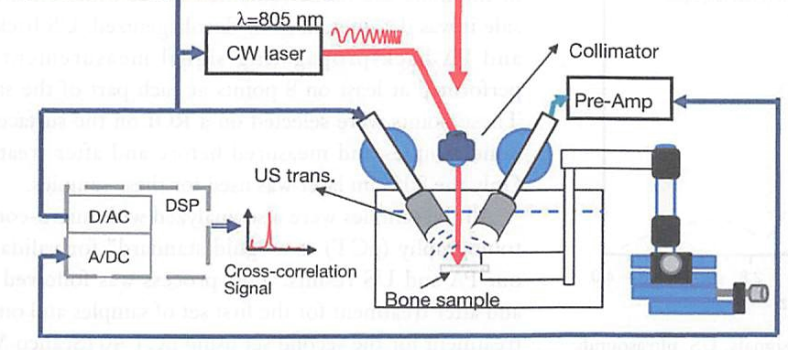 λ=805 nm
CW laser
Collimator
Pre-Amp
US trans.
D/AC
DSP
A/DC
Cross-correlation
Signal
Bone sample